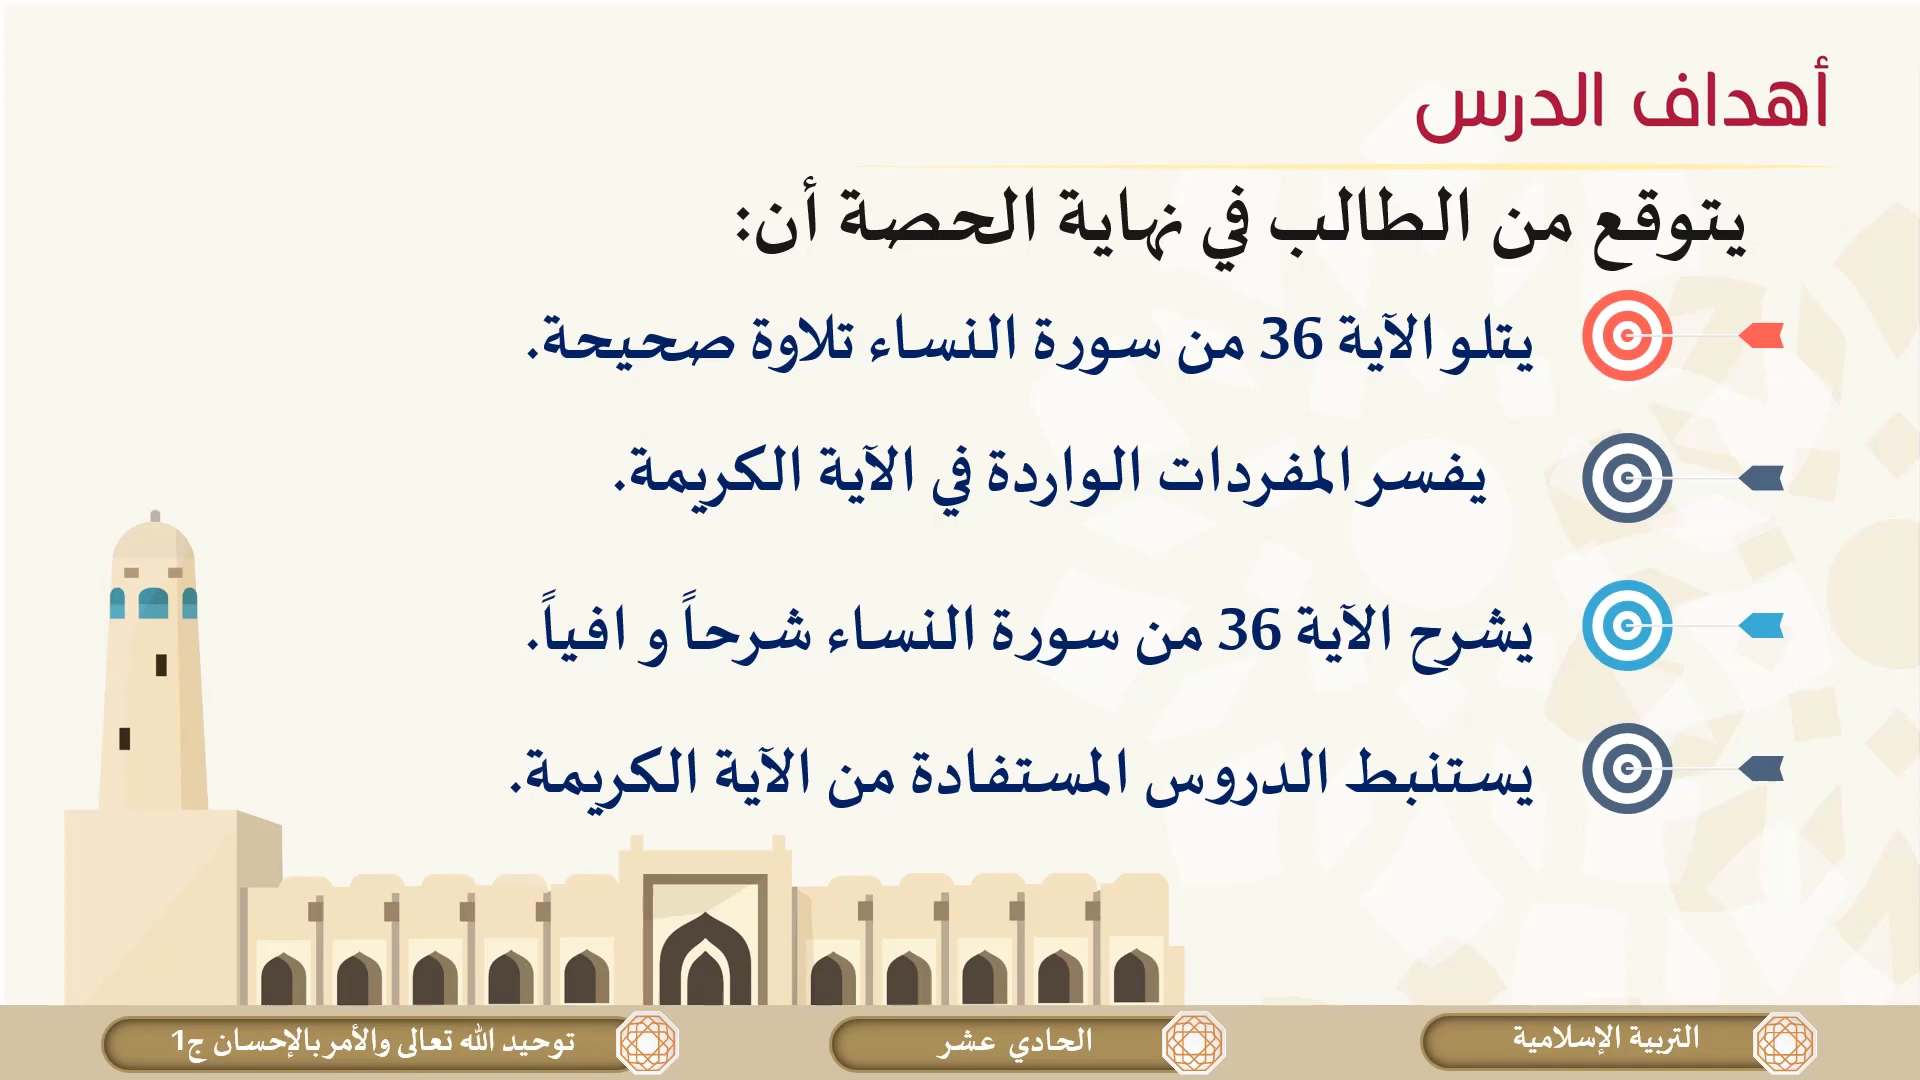 أهداف الدرس
يتوقع من الطالب في نهاية الحصة أن:
يتلو الآية 36 من سورة النساء تلاوة صحيحة.
يفسر المفردات الواردة في الآية الكريمة.
يشرح الآية 36 من سورة النساء شرحاً و افياً.
يستنبط الدروس المستفادة من الآية الكريمة.
التربية الإسلامية
الحادي عشر
توحيد الله تعالى والأمر بالإحسان ج1